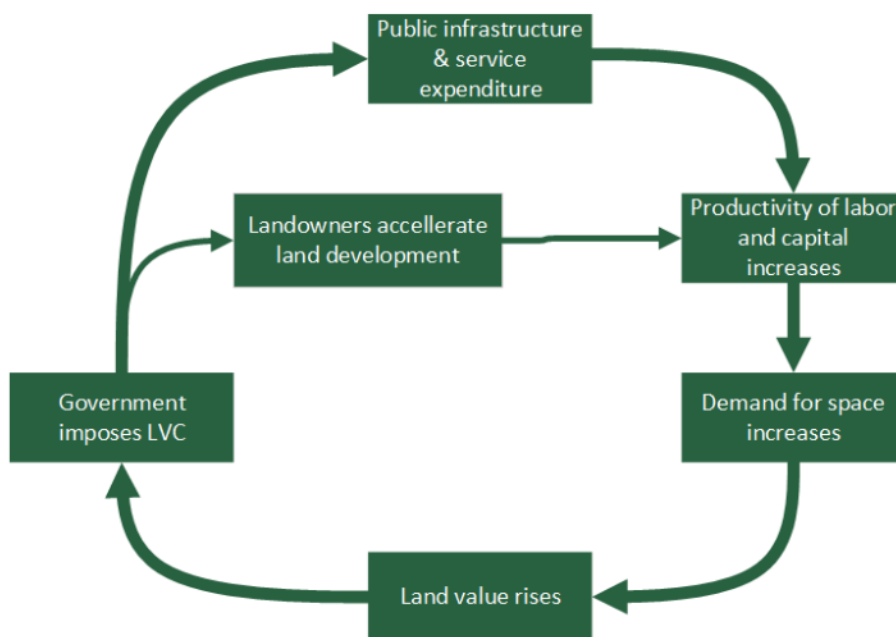 Public infrastructure
& service
expenditure
Landowners accellerate
land development
Productivity of labor
and capital
increases
Government
imposes LVC
Demand for space
increases
Land value rises